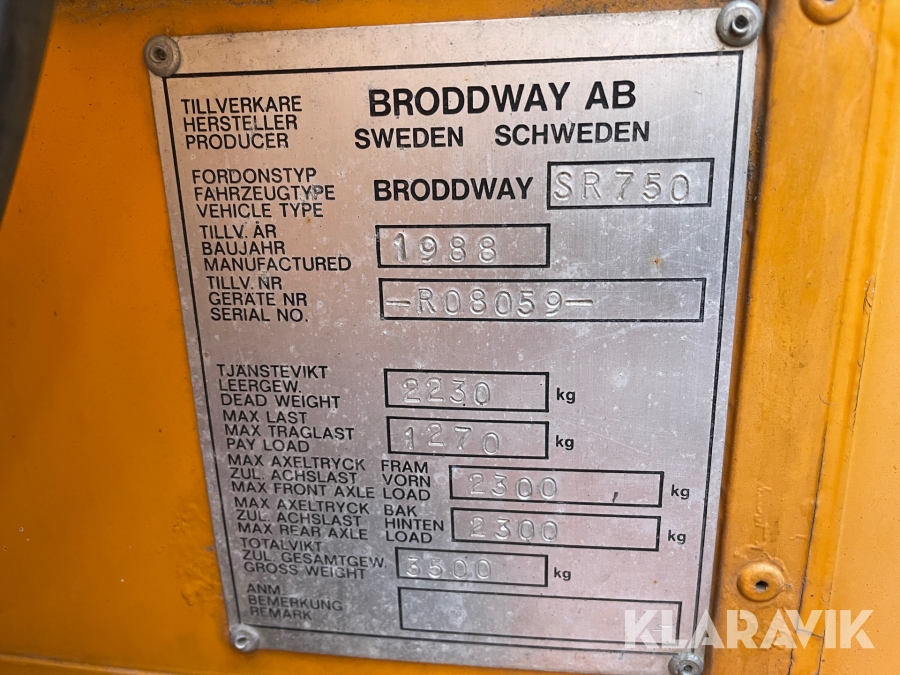 TILLVERKARE
HERSTELLER
PRODUCER
BRODDWAY AB
SWEDEN SCHWEDEN
FORDONSTYP
FAHRZEUGTYPE
VEHICLE TYPE
BRODDWAY SR750
TILLV. ÅR
BAUJAHR
MANUFACTURED
1988
TILLV. NR
GERÄTE NR
SERIAL NO.
-R08059-
TJÄNSTEVIKT
LEERGEW.
DEAD WEIGHT
2230 kg
MAX LAST
MAX TRAGLAST
PAY LOAD
1270 kg
MAX AXELTRYCK FRAM
ZUL. ACHSLAST VORN
MAX FRONT AXLE LOAD
2300 kg
MAX AXELTRYCK BAK
ZUL. ACHSLAST HINTEN
MAX REAR AXLE LOAD
2300 kg
TOTALVIKT
ZUL. GESAMTGEW.
GROSS WEIGHT
3500 kg
ANM.
BEMERKUNG
REMARK
KLARAVIK